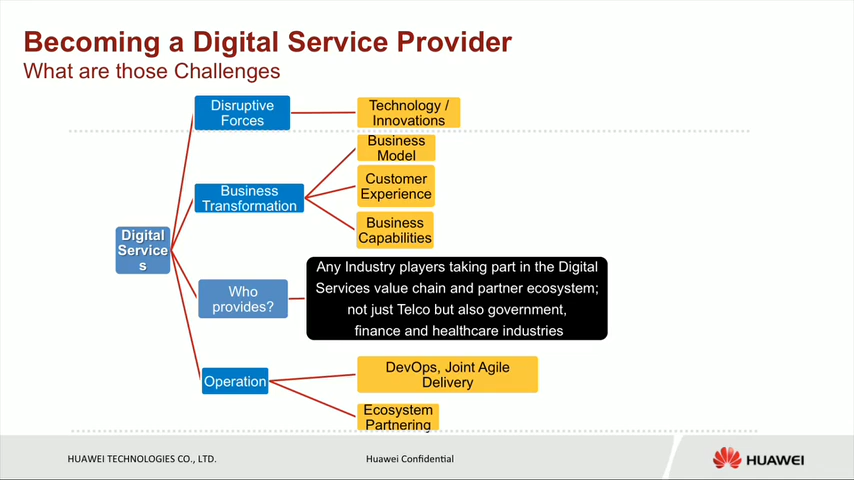 Becoming a Digital Service Provider
What are those Challenges
Disruptive
Forces
Technology /
Innovations
Business
Model
Business
Transformation
Customer
Experience
Business
Capabilities
Digital
Service
s
Who
provides?
Any Industry players taking part in the Digital
Services value chain and partner ecosystem;
not just Telco but also government,
finance and healthcare industries
Operation
DevOps, Joint Agile
Delivery
Ecosystem
Partnering
HUAWEI TECHNOLOGIES CO., LTD.
Huawei Confidential
HUAWEI